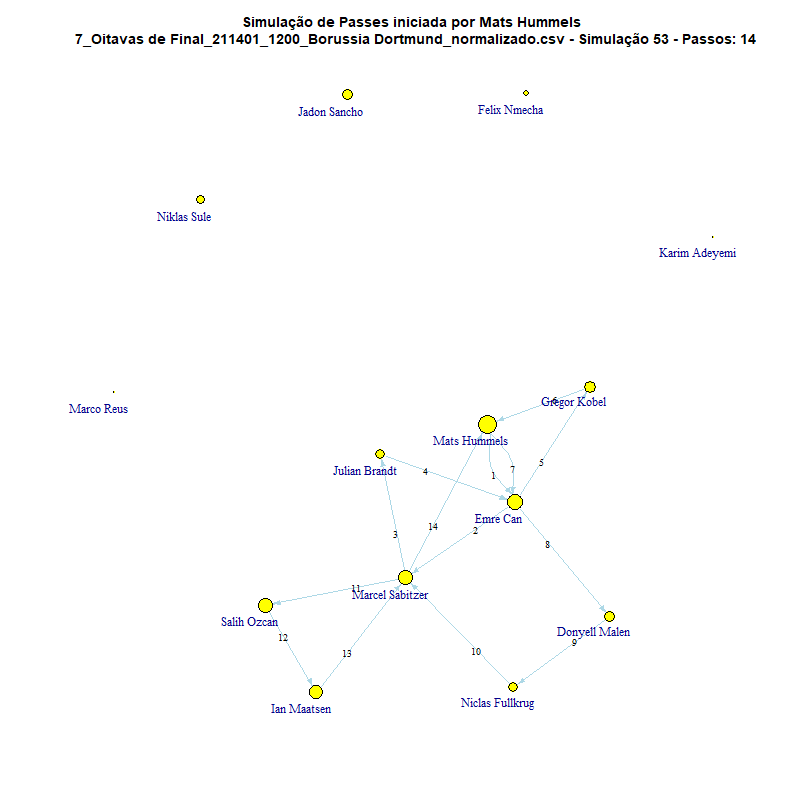 Simulação de Passes iniciada por Mats Hummels
7_Oitavas de Final_211401_1200_Borussia Dortmund_normalizado.csv - Simulação 53 - Passos: 14
Jadon Sancho
Felix Nmecha
Niklas Sule
Karim Adeyemi
Marco Reus
6
Gregor Kobel
Mats Hummels
5
Julian Brandt
4
1
7
Emre Can
14
2
3
8
11
Marcel Sabitzer
Salih Ozcan
12
Donyell Malen
9
13
10
Ian Maatsen
Niclas Fullkrug